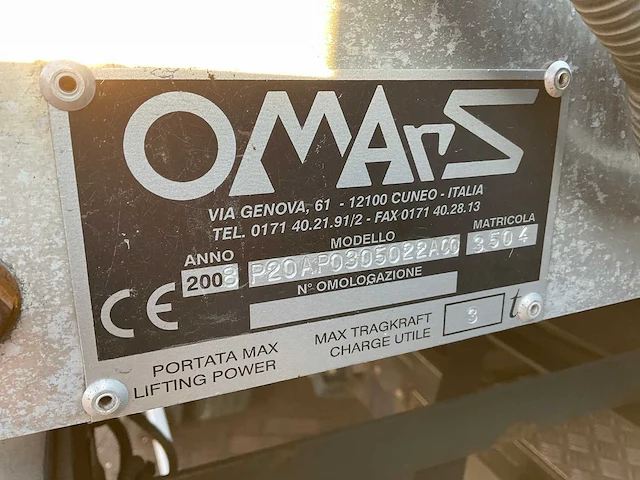 OMArS
VIA GENOVA, 61 - 12100 CUNEO - ITALIA
TEL. 0171 40.21.91/2 - FAX 0171 40.28.13
ANNO MODELLO MATRICOLA
2008 P20AP0305022A00 3504
N° OMOLOGAZIONE
CE
PORTATA MAX MAX TRAGKRAFT 3 t
LIFTING POWER CHARGE UTILE